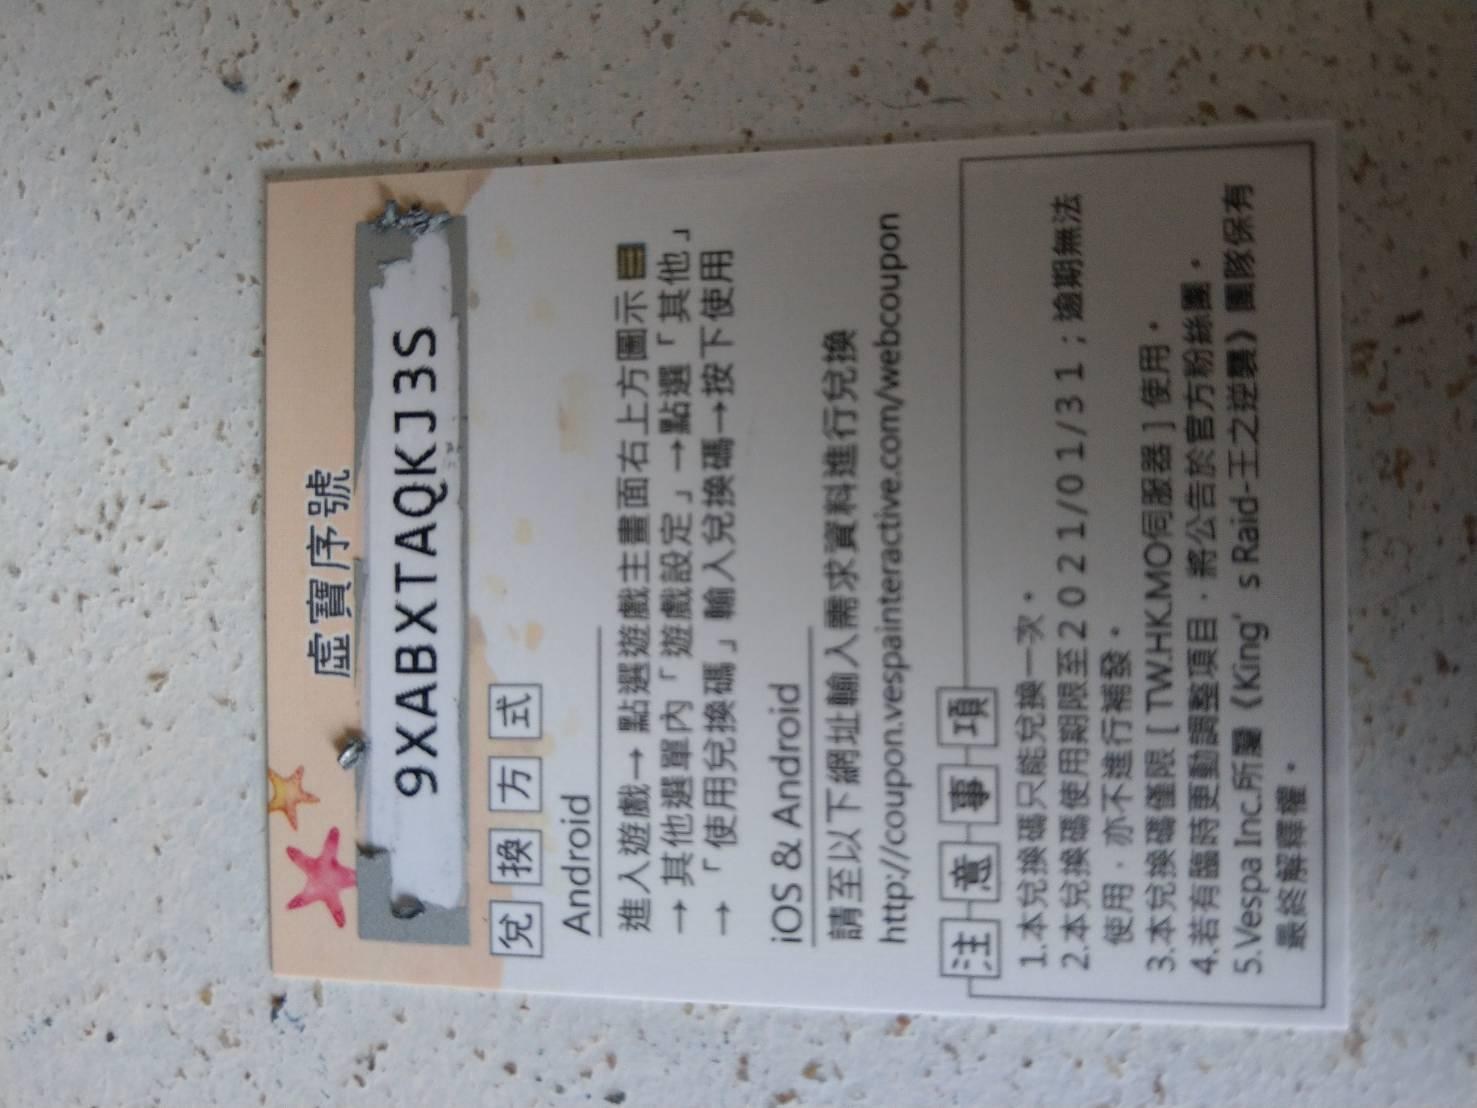 虛寶序號
9XABXTAQKJ3S
兌換方式
Android
進入遊戲→點選遊戲主畫面右上方圖示
→其他選單內「遊戲設定」→點選「其他」
→「使用兌換碼」輸入兌換碼→按下使用
iOS & Android
請至以下網址輸入需求資料進行兌換
http://coupon.vespainteractive.com/webcoupon
注意事項
1.本兌換碼只能兌換一次。
2.本兌換碼使用期限至2021/01/31；逾期無法
使用，亦不進行補發。
3.本兌換碼僅限[TW.HK.MO伺服器]使用。
4.若有臨時更動調整項目，將公告於官方粉絲團。
5.Vespa Inc.所屬《King's Raid-王之逆襲》團隊保有
最終解釋權。